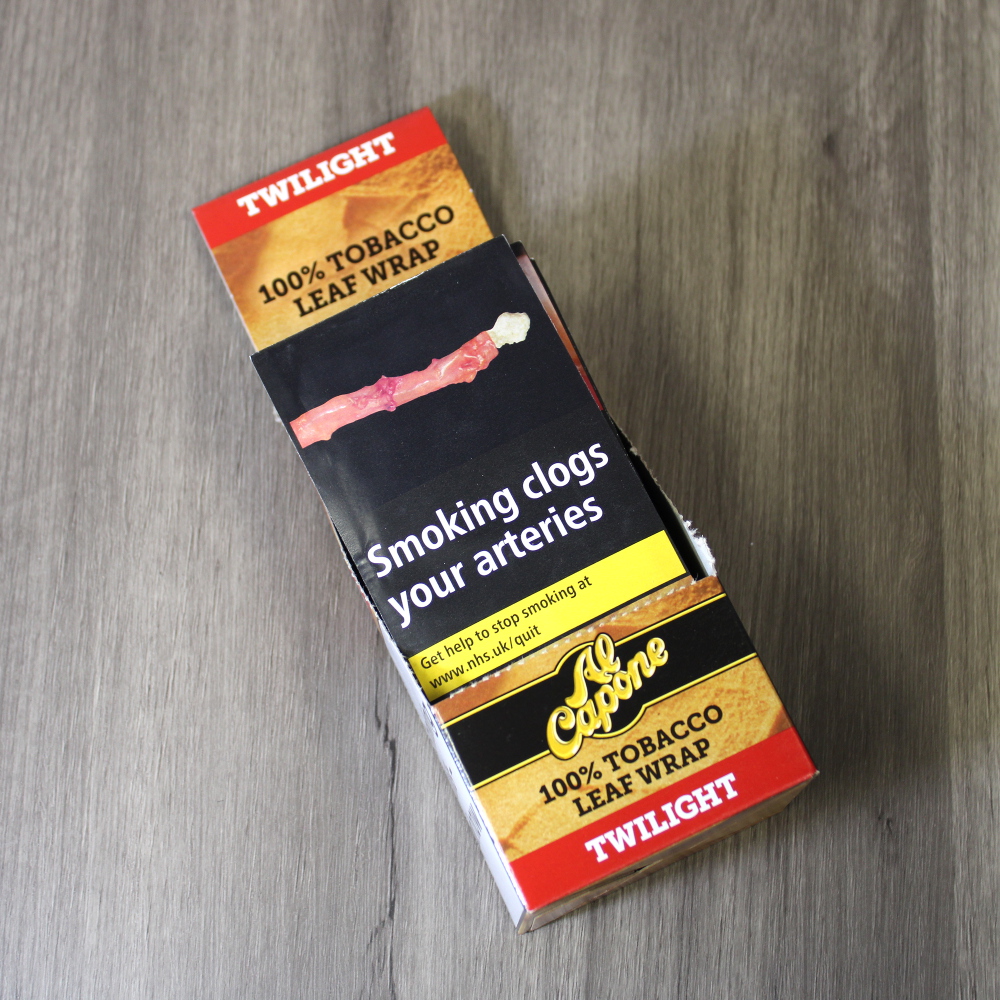 TWILIGHT
100% TOBACCO
LEAF WRAP
Smoking clogs
your arteries
Get help to stop smoking at
www.nhs.uk/quit
Al
Capone
100% TOBACCO
LEAF WRAP
TWILIGHT